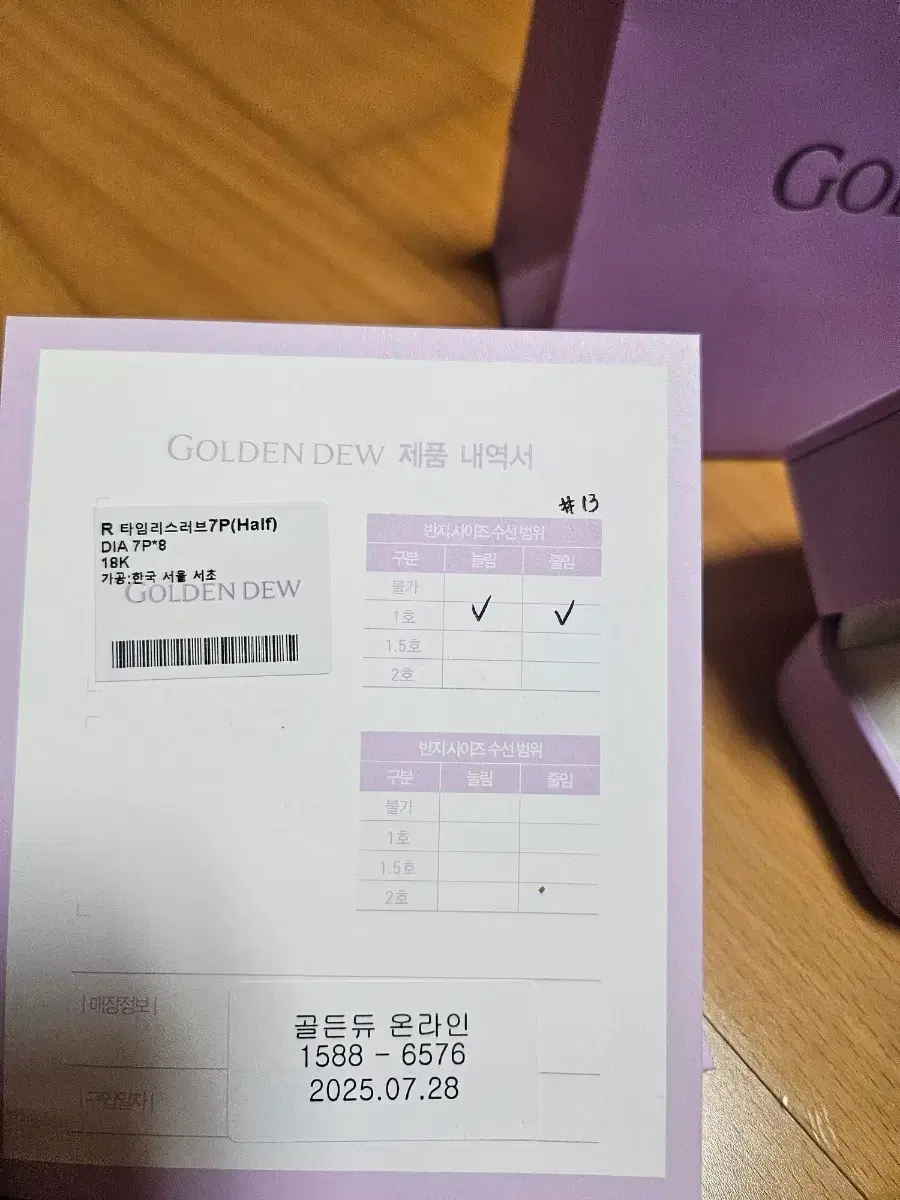 GO
GOLDEN DEW 제품 내역서
#13
R 타임리스러브7P(Half)
DIA 7P*8
18K
가공:한국 서울 서초
GOLDEN DEW
반지사이즈수선방위
구분 늘림 줄임
불가
1호 ✓ ✓
1.5호
2호
반지사이즈수선방위
구분 늘림 줄임
불가
1호
1.5호
2호
|매장정보|
골든듀 온라인
1588 - 6576
2025.07.28
|구입일자|